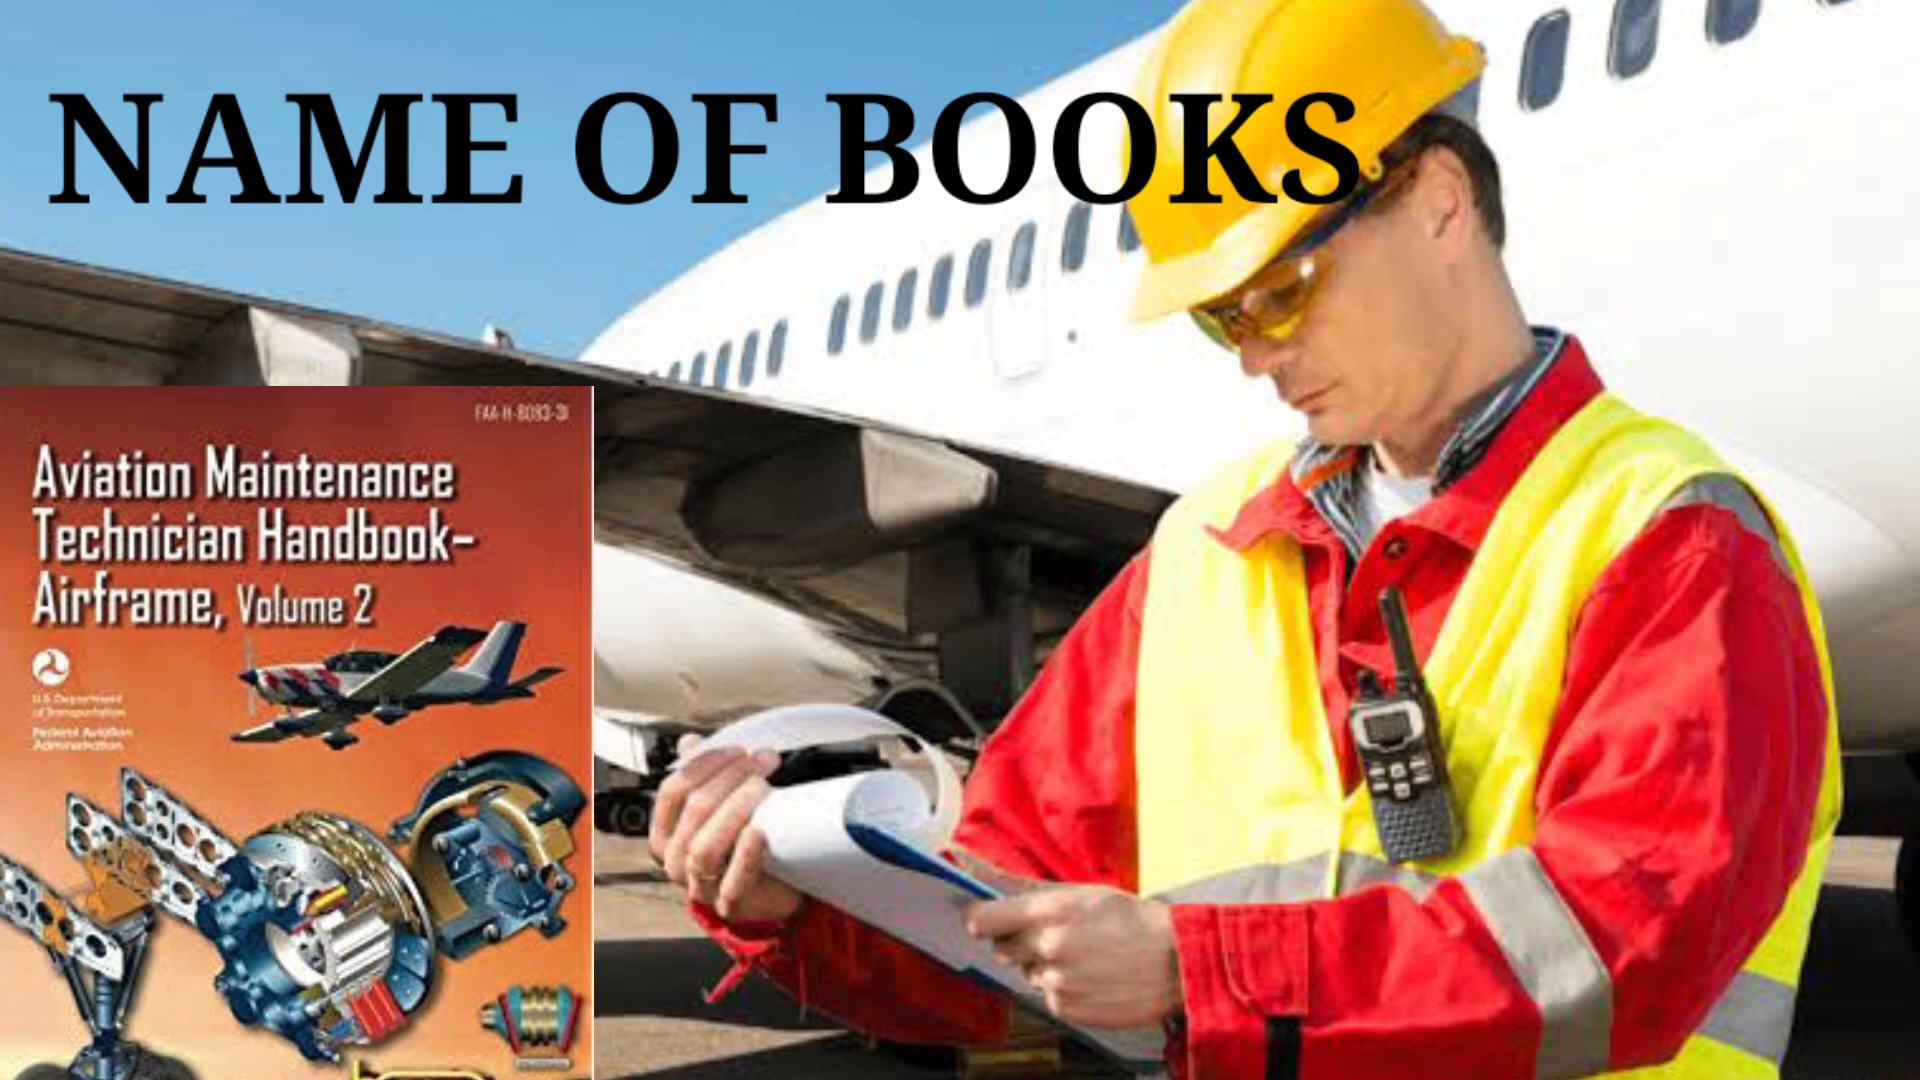 NAME OF BOOKS
FAA-H-8083-31
Aviation Maintenance
Technician Handbook–
Airframe, Volume 2
U.S. Department
of Transportation
Federal Aviation
Administration